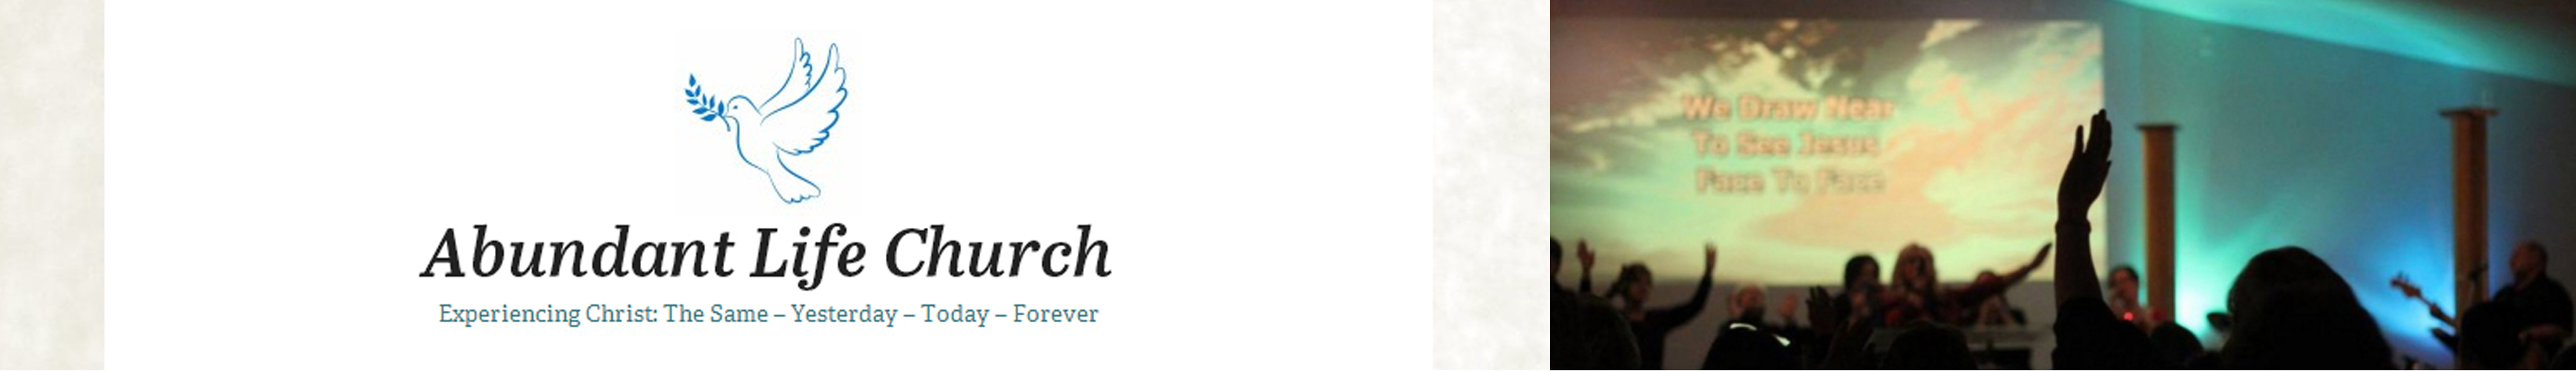 Abundant Life Church
Experiencing Christ: The Same – Yesterday – Today – Forever
We Draw Near
To See Jesus
Face To Face